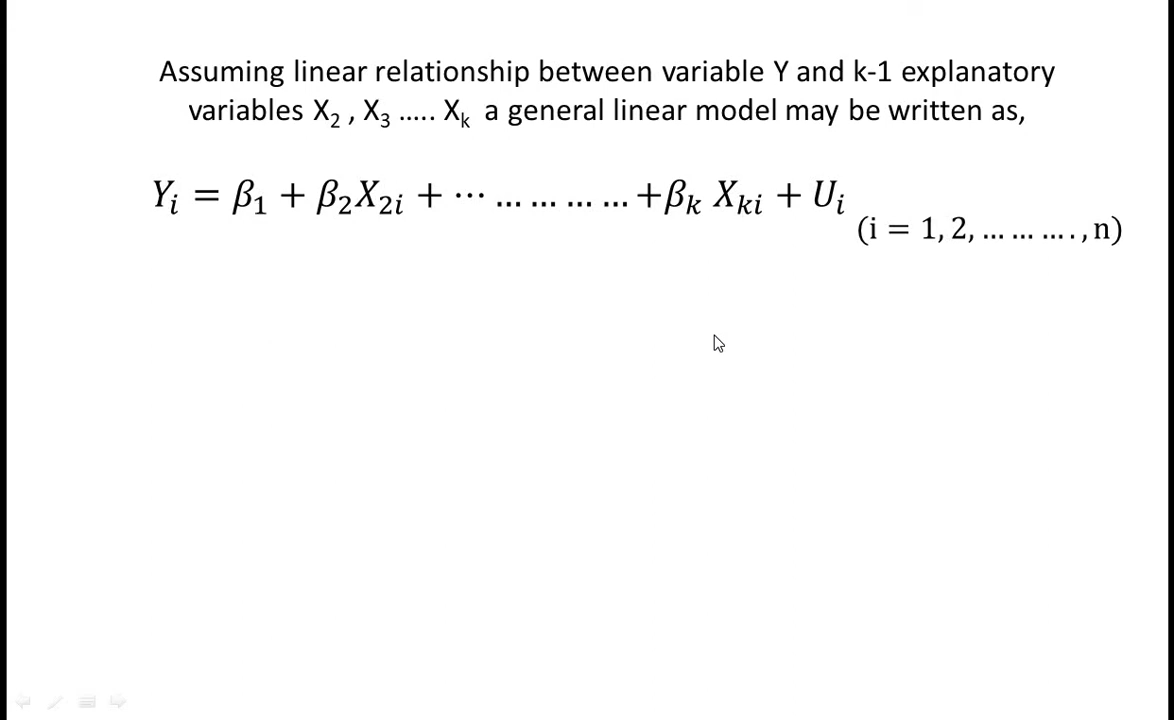 Assuming linear relationship between variable Y and k-1 explanatory
variables X₂ , X₃ ..... Xₖ a general linear model may be written as,
Yᵢ = β₁ + β₂X₂ᵢ + ⋯ … … … … +βₖ Xₖᵢ + Uᵢ
(i = 1, 2, … … … . , n)